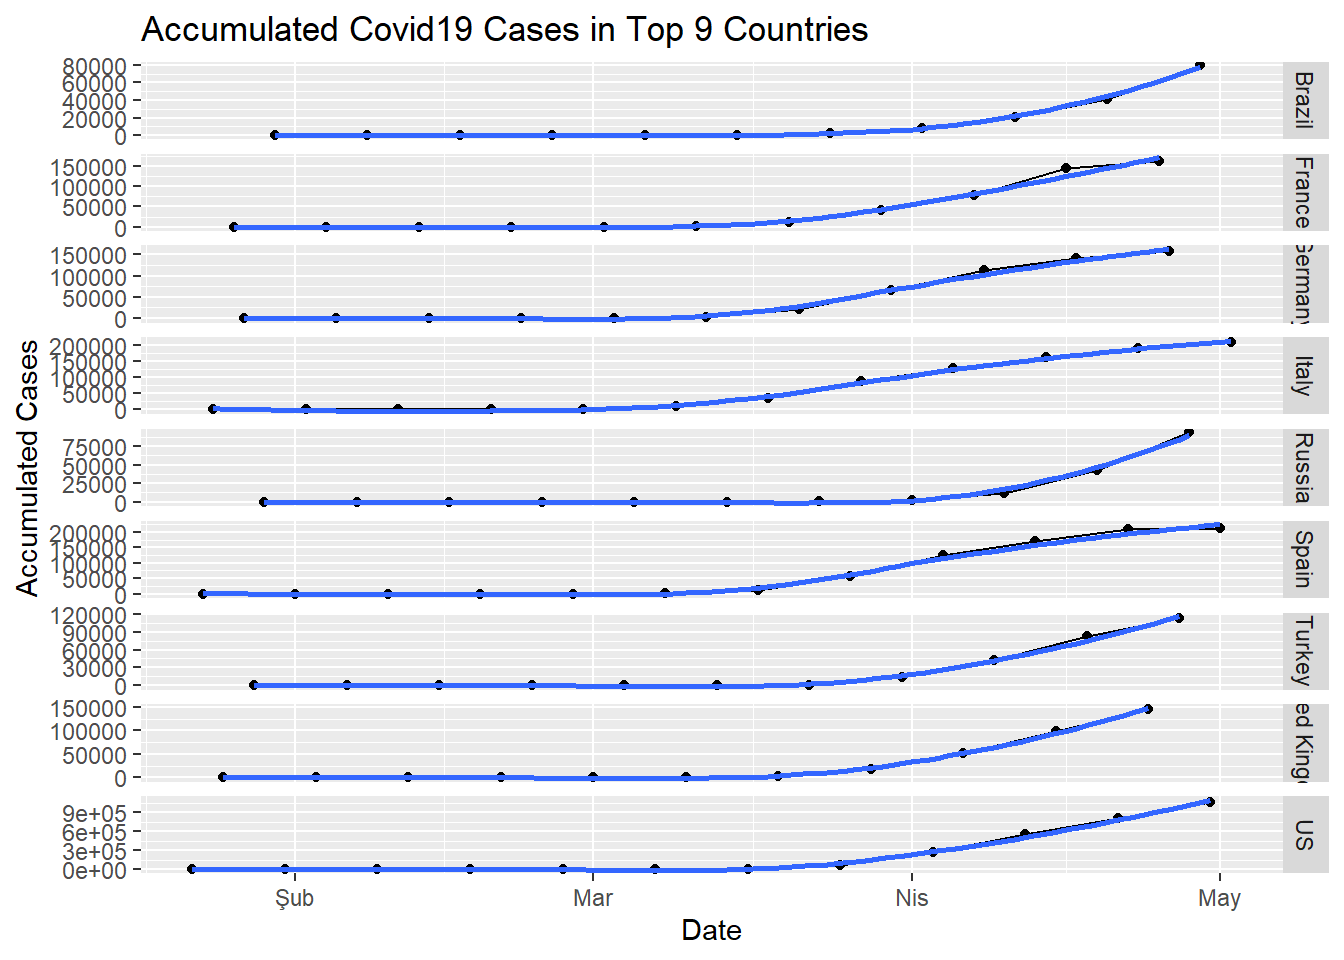 Accumulated Covid19 Cases in Top 9 Countries
Accumulated Cases
80000
60000
40000
20000
0
Brazil
150000
100000
50000
0
France
150000
100000
50000
0
Germany
200000
150000
100000
50000
0
Italy
75000
50000
25000
0
Russia
200000
150000
100000
50000
0
Spain
120000
90000
60000
30000
0
Turkey
150000
100000
50000
0
ed King
9e+05
6e+05
3e+05
0e+00
US
Şub Mar Nis May
Date